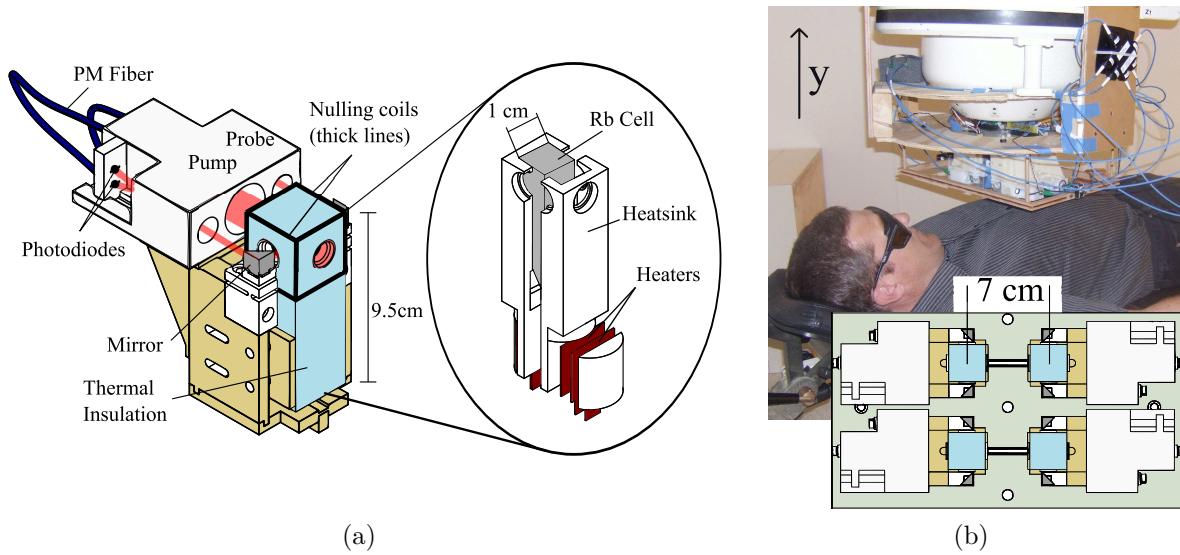 PM Fiber
Nulling coils
(thick lines)
Probe
Pump
1 cm
Rb Cell
Photodiodes
Heatsink
Heaters
9.5cm
Mirror
Thermal
Insulation
(a)
Z1
y
7 cm
(b)